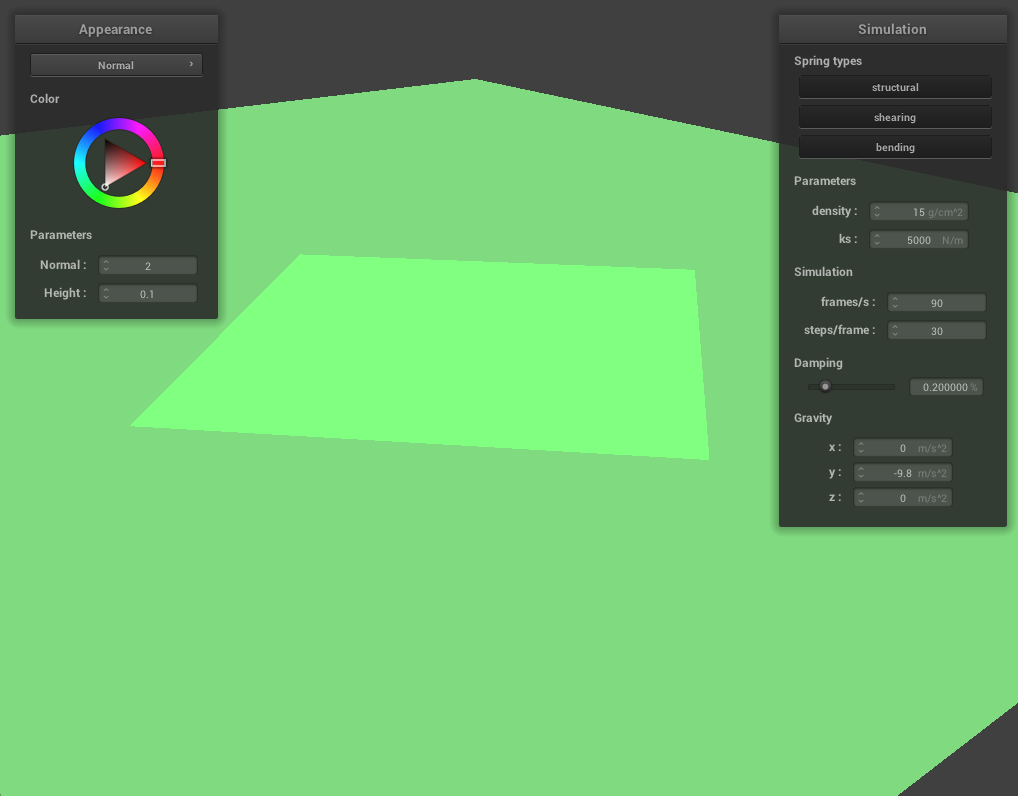 Appearance
Normal
Color
Parameters
Normal : 2
Height : 0.1
Simulation
Spring types
structural
shearing
bending
Parameters
density : 15 g/cm^2
ks : 5000 N/m
Simulation
frames/s : 90
steps/frame : 30
Damping
0.200000 %
Gravity
x : 0 m/s^2
y : -9.8 m/s^2
z : 0 m/s^2